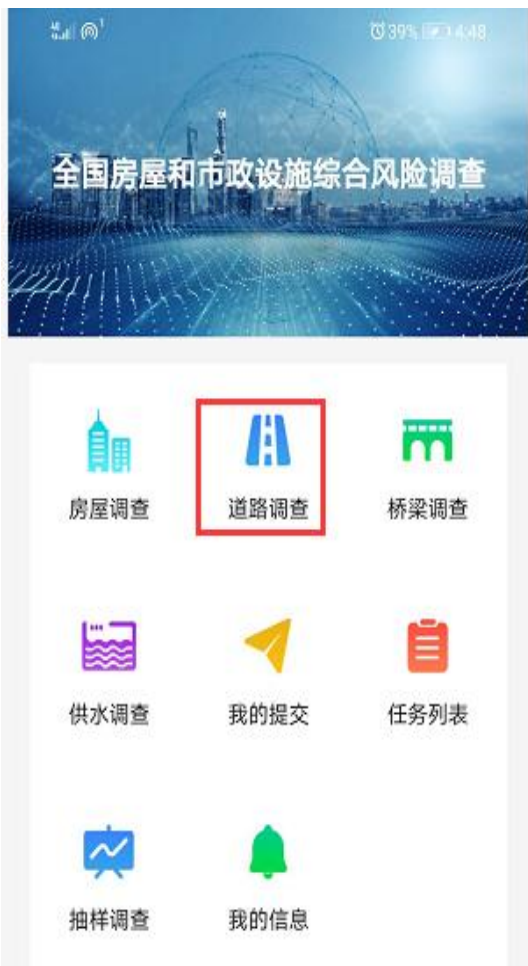 4G 1 39% 4:48
全国房屋和市政设施综合风险调查
房屋调查 道路调查 桥梁调查
供水调查 我的提交 任务列表
抽样调查 我的信息